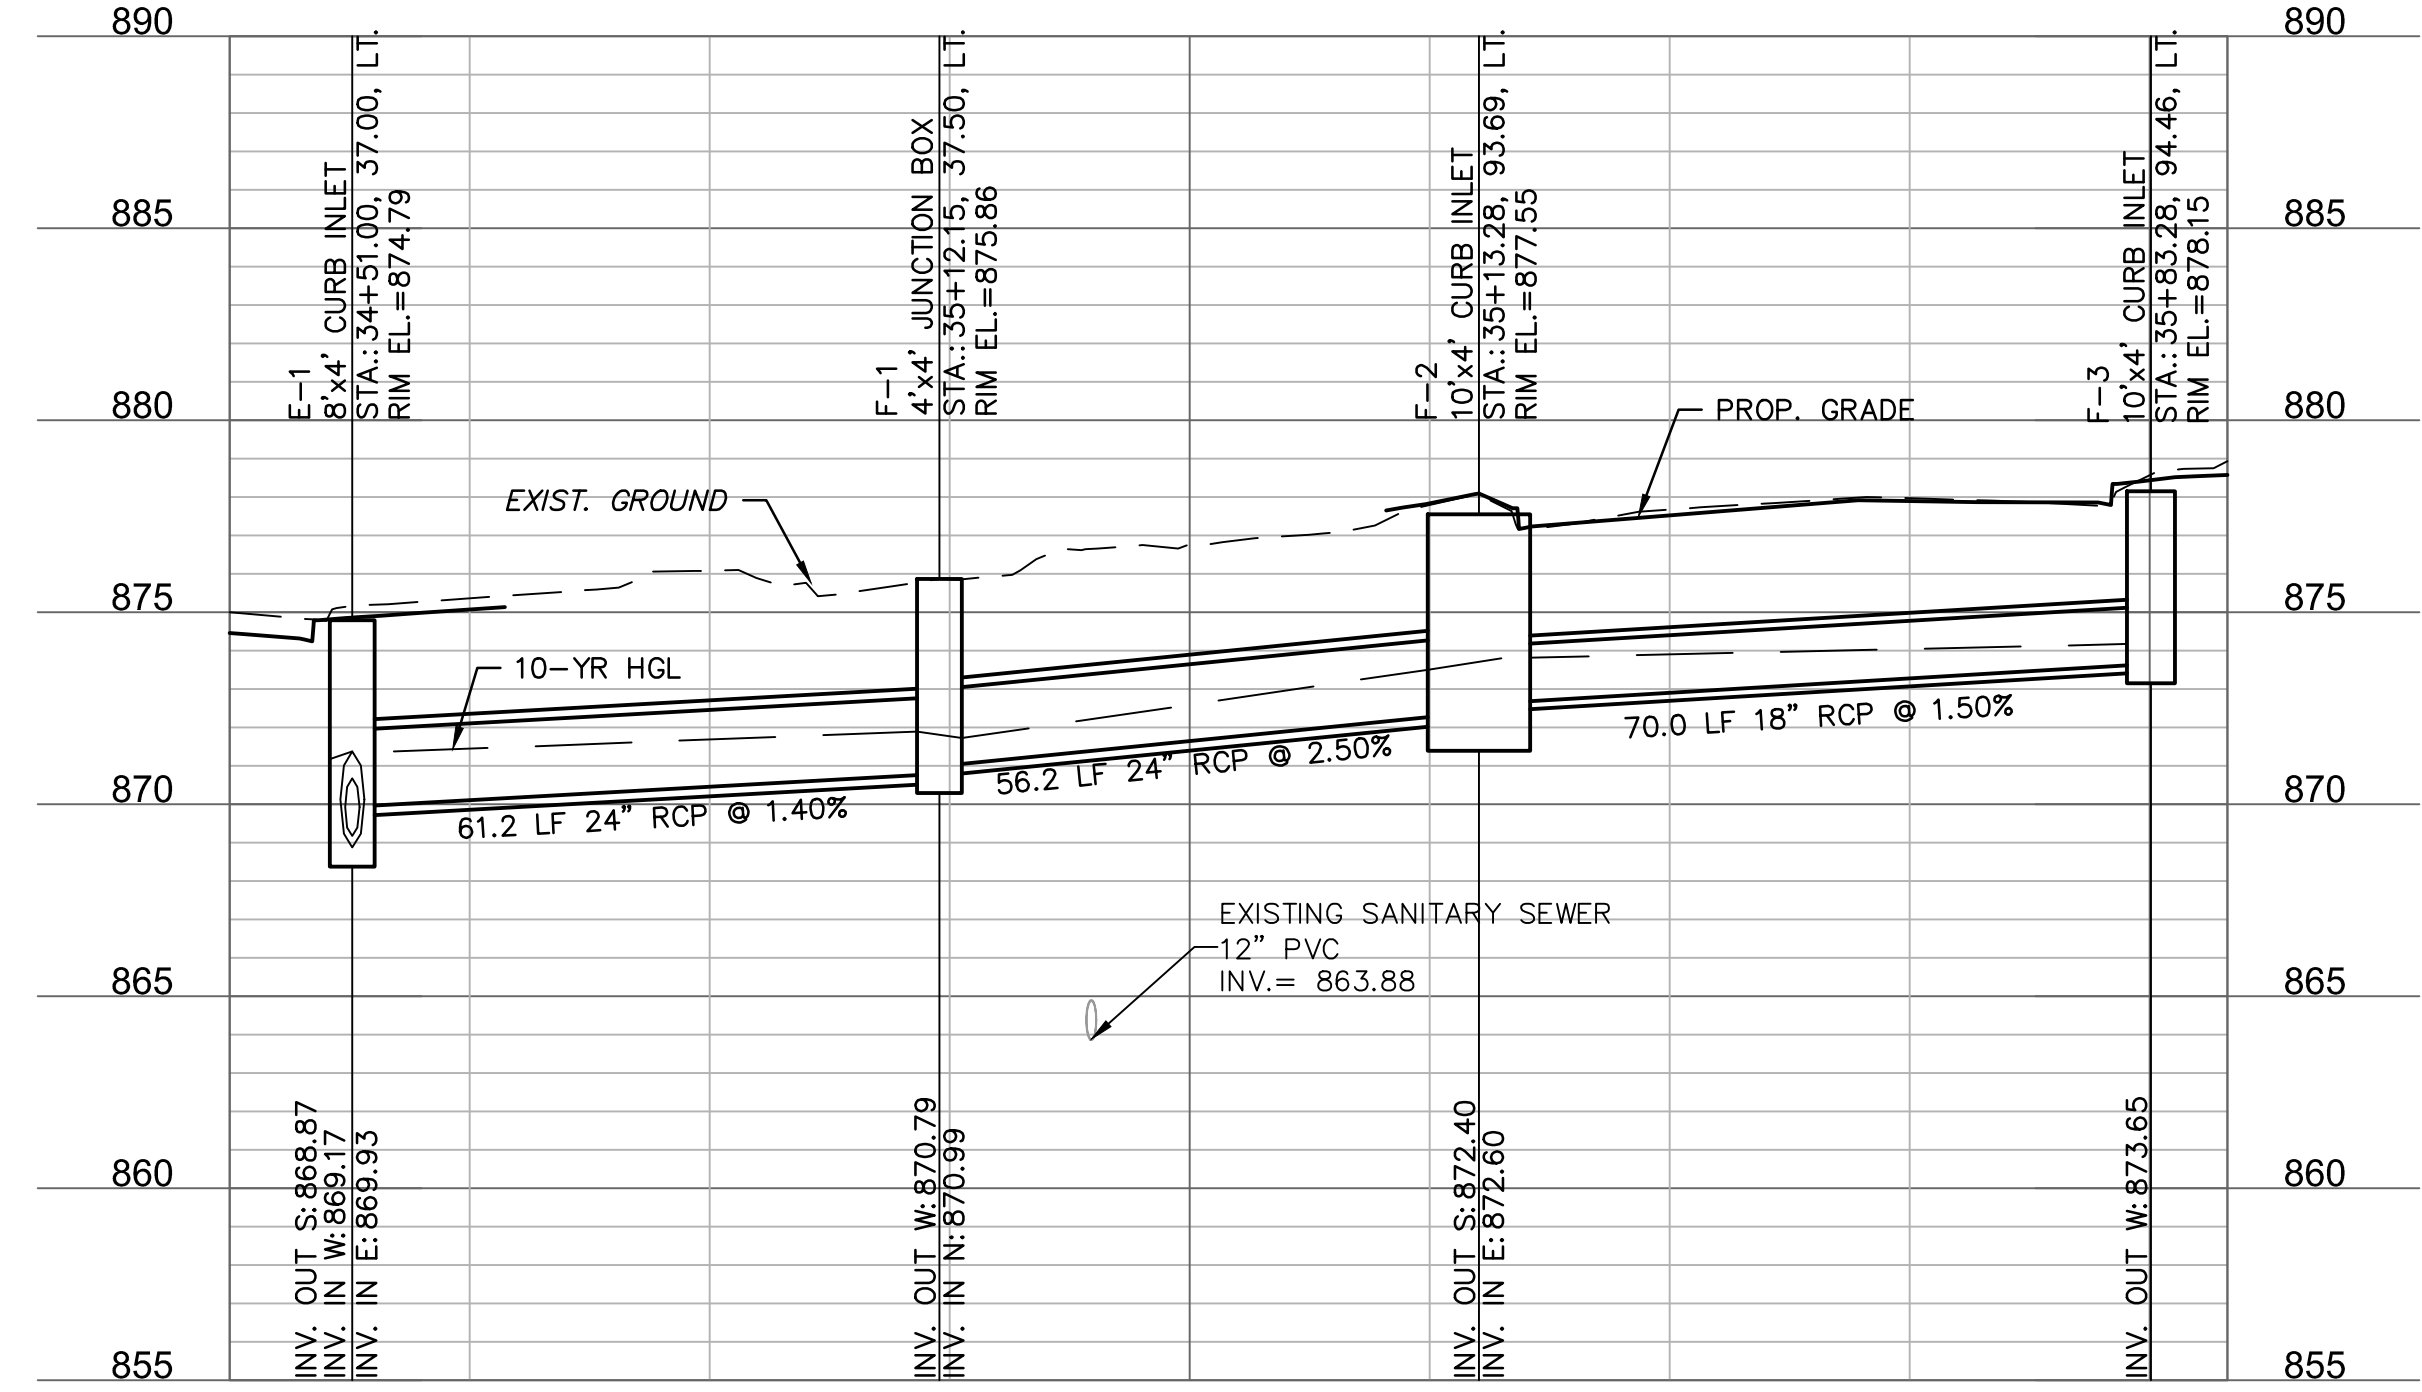 890
890
885
885
880
880
875
875
870
870
865
865
860
860
855
855
E-1
8'x4' CURB INLET
STA.:34+51.00, 37.00, LT.
RIM EL.=874.79
F-1
4'x4' JUNCTION BOX
STA.:35+12.15, 37.50, LT.
RIM EL.=875.86
F-2
10'x4' CURB INLET
STA.:35+13.28, 93.69, LT.
RIM EL.=877.55
F-3
10'x4' CURB INLET
STA.:35+83.28, 94.46, LT.
RIM EL.=878.15
PROP. GRADE
EXIST. GROUND
10-YR HGL
61.2 LF 24" RCP @ 1.40%
56.2 LF 24" RCP @ 2.50%
70.0 LF 18" RCP @ 1.50%
EXISTING SANITARY SEWER
12" PVC
INV.= 863.88
INV. OUT S:868.87
INV. IN W:869.17
INV. IN E:869.93
INV. OUT W:870.79
INV. IN N:870.99
INV. OUT S:872.40
INV. IN E:872.60
INV. OUT W:873.65